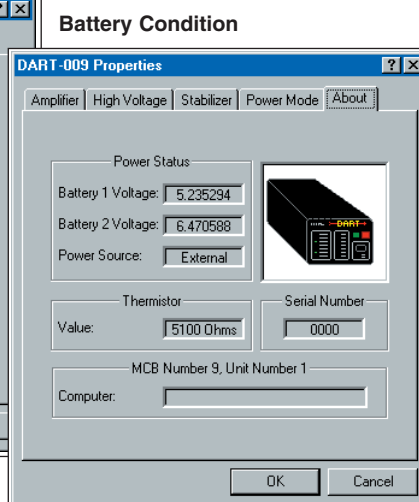 Battery Condition
DART-009 Properties
Amplifier High Voltage Stabilizer Power Mode About
Power Status
Battery 1 Voltage: 5.235294
Battery 2 Voltage: 6.470588
Power Source: External
DART
Thermistor
Value: 5100 Ohms
Serial Number
0000
MCB Number 9, Unit Number 1
Computer:
OK Cancel